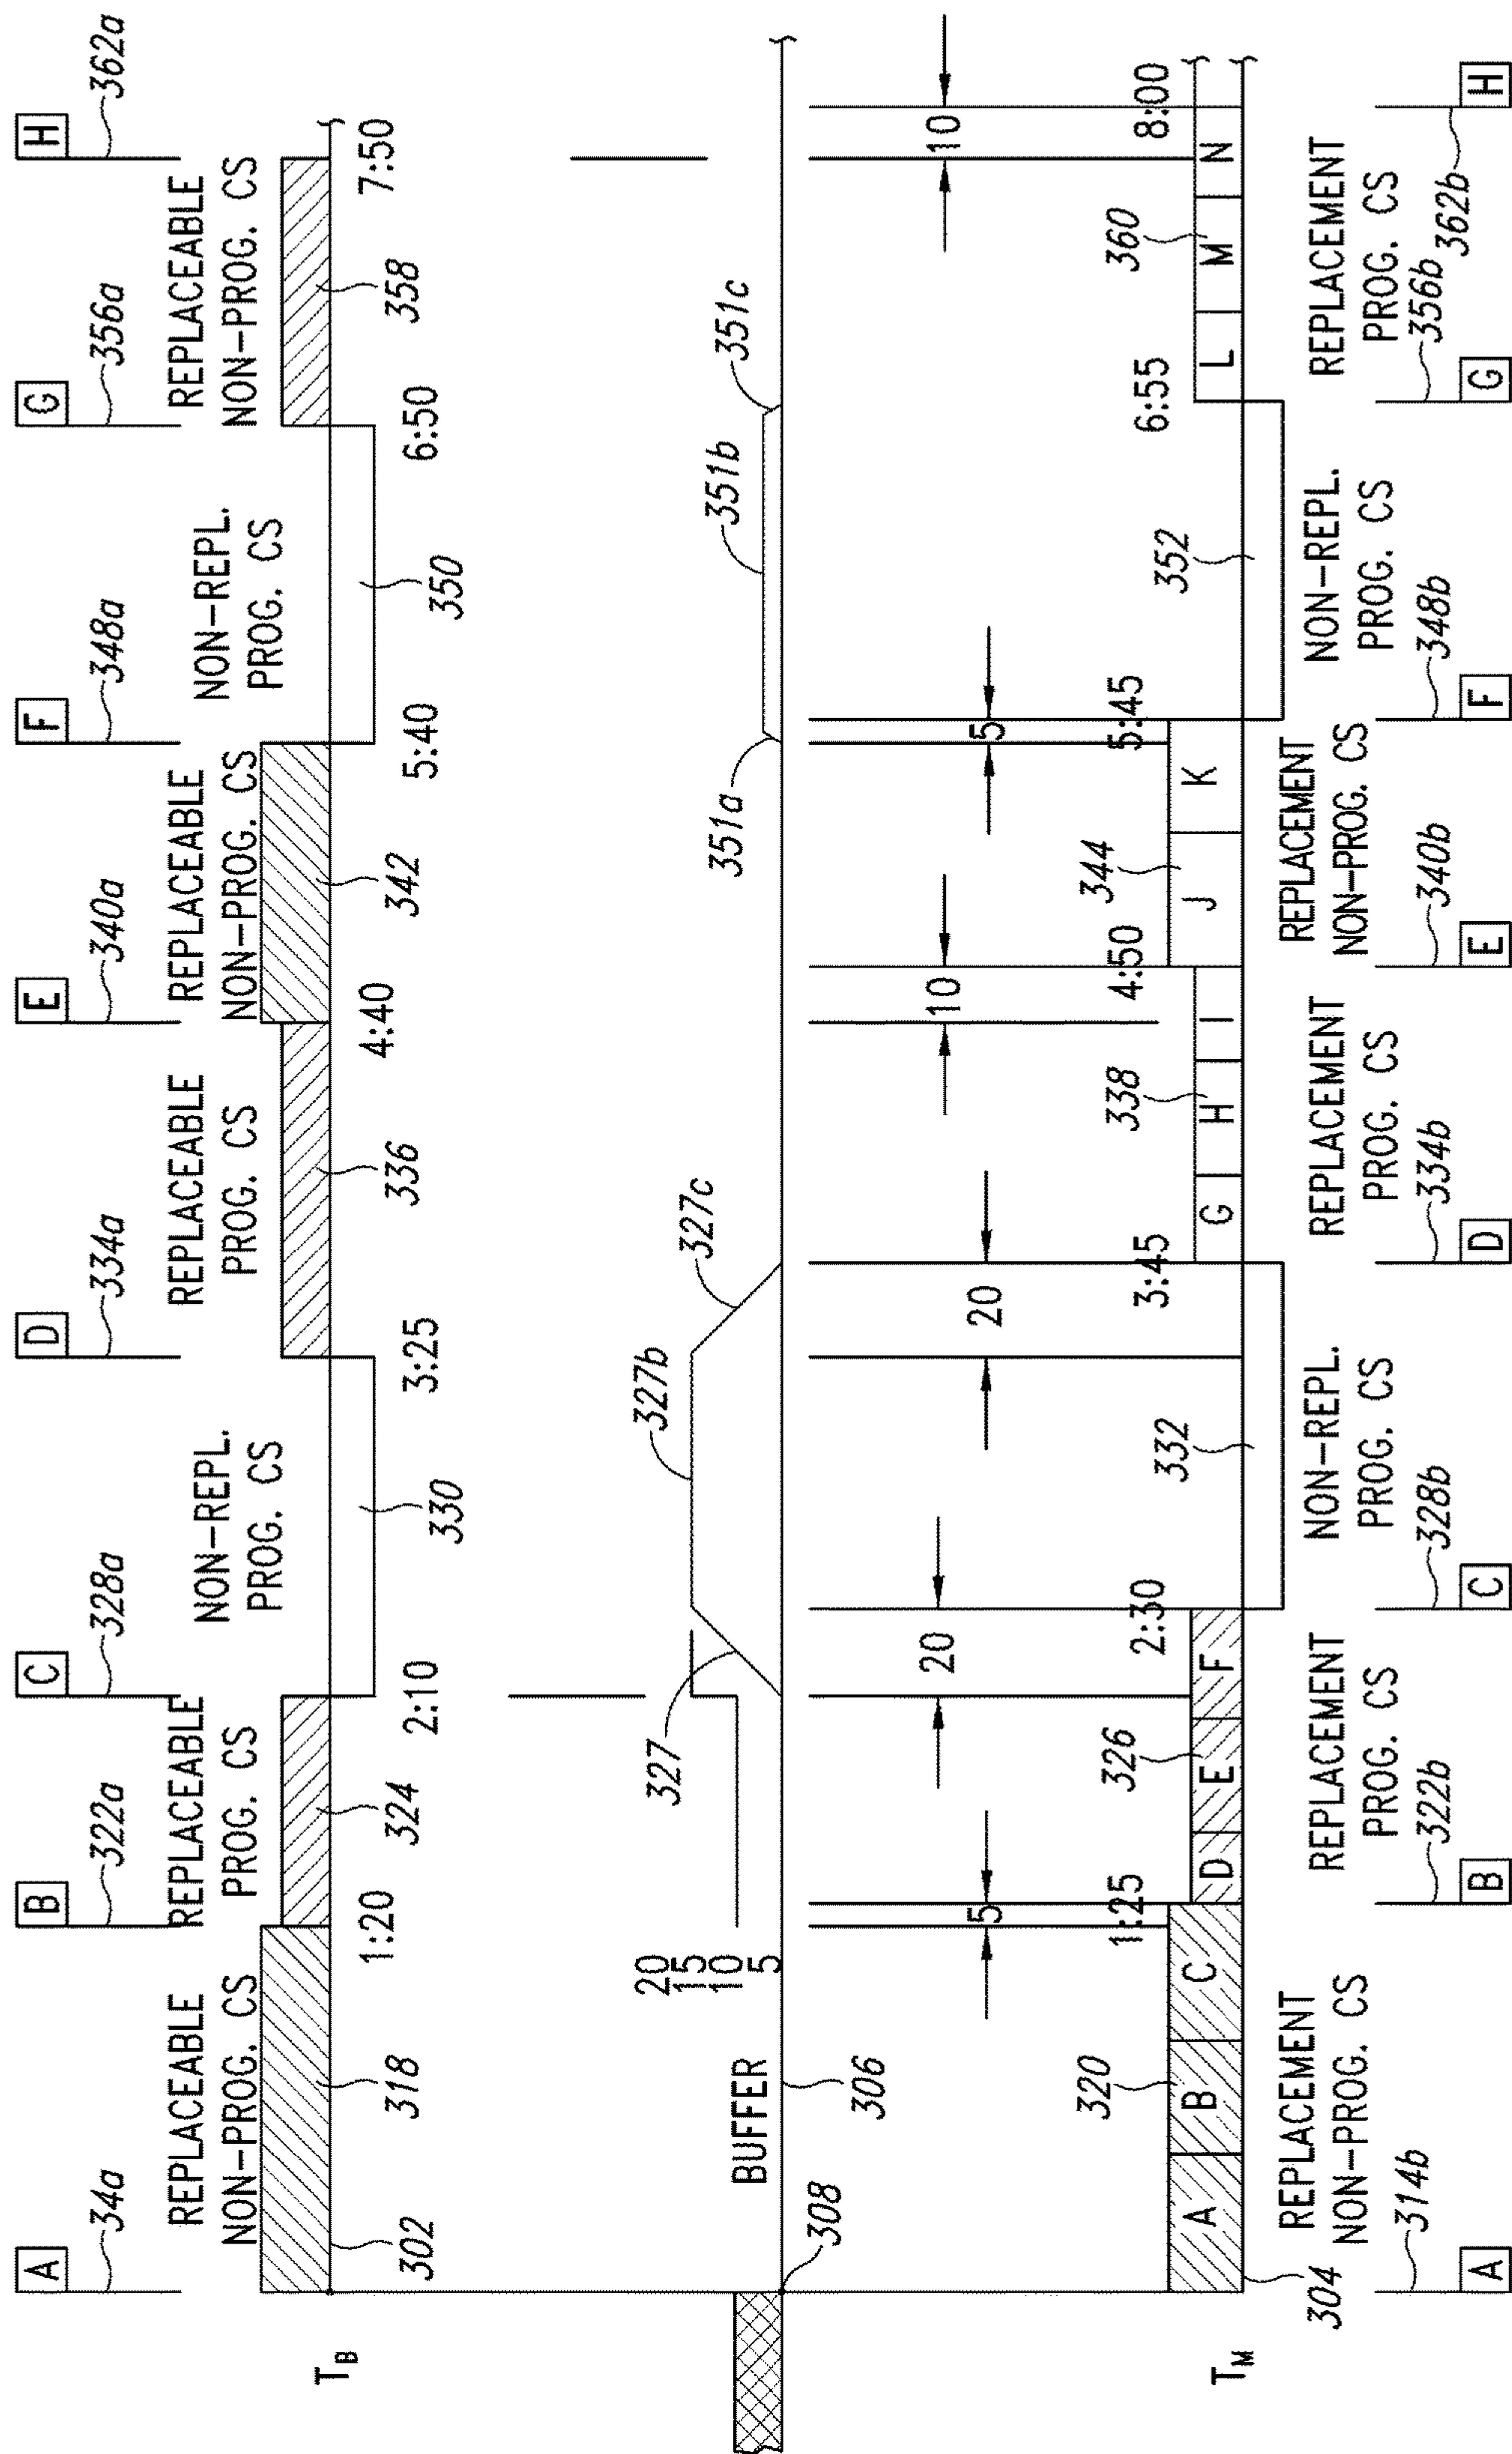 A
B
C
D
E
F
G
H
34a
322a
328a
334a
340a
348a
356a
362a
REPLACEABLE
NON-PROG. CS
REPLACEABLE
PROG. CS
NON-REPL.
PROG. CS
REPLACEABLE
PROG. CS
REPLACEABLE
NON-PROG. CS
NON-REPL.
PROG. CS
REPLACEABLE
NON-PROG. CS
TB
302
318
1:20
324
2:10
330
3:25
336
4:40
342
5:40
350
6:50
358
7:50
BUFFER
20
15
10
5
327
327b
327c
351a
351b
351c
308
306
5
20
20
10
5
10
320
1:25
326
2:30
332
3:45
338
4:50
344
5:45
352
6:55
360
8:00
TM
A
B
C
D
E
F
G
H
I
J
K
L
M
N
304
REPLACEMENT
NON-PROG. CS
REPLACEMENT
PROG. CS
NON-REPL.
PROG. CS
REPLACEMENT
PROG. CS
REPLACEMENT
NON-PROG. CS
NON-REPL.
PROG. CS
REPLACEMENT
PROG. CS
314b
322b
328b
334b
340b
348b
356b
362b
A
B
C
D
E
F
G
H